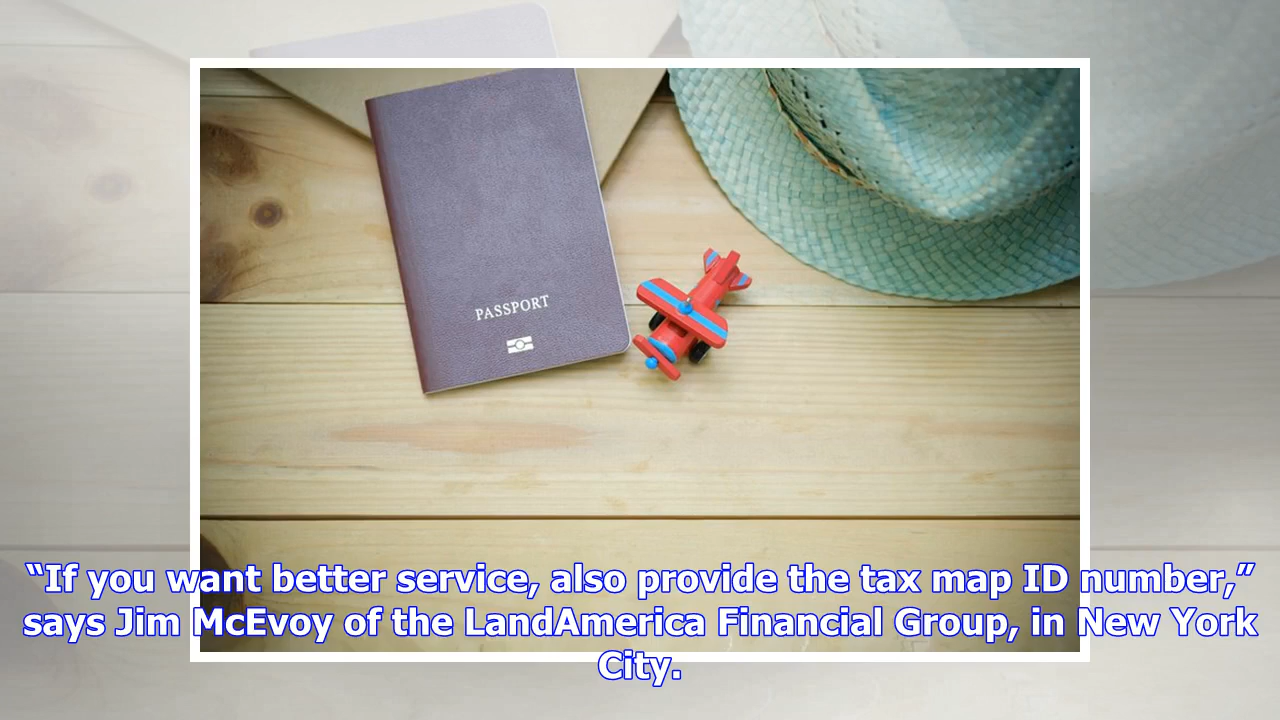 PASSPORT
“If you want better service, also provide the tax map ID number,”
says Jim McEvoy of the LandAmerica Financial Group, in New York
City.